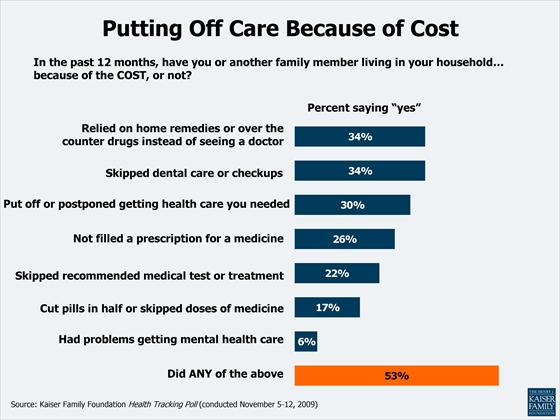 Putting Off Care Because of Cost
In the past 12 months, have you or another family member living in your household…
because of the COST, or not?
Percent saying “yes”
Relied on home remedies or over the
counter drugs instead of seeing a doctor
34%
Skipped dental care or checkups
34%
Put off or postponed getting health care you needed
30%
Not filled a prescription for a medicine
26%
Skipped recommended medical test or treatment
22%
Cut pills in half or skipped doses of medicine
17%
Had problems getting mental health care
6%
Did ANY of the above
53%
Source: Kaiser Family Foundation Health Tracking Poll (conducted November 5-12, 2009)
THE HENRY J.
KAISER
FAMILY
FOUNDATION